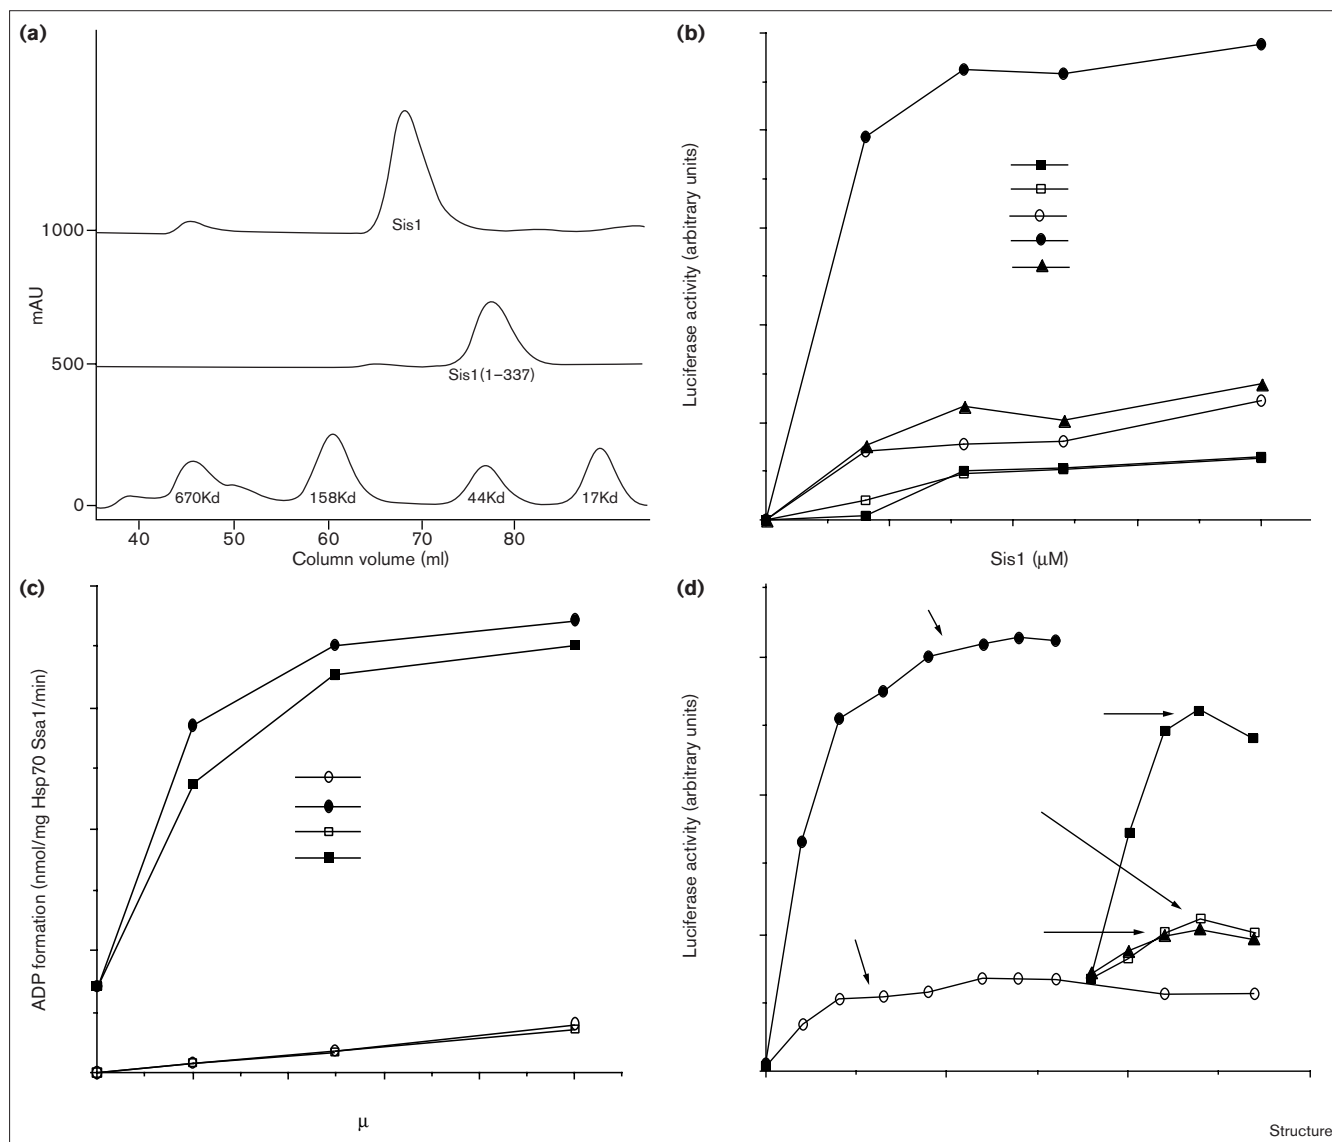 (a)
1000
500
0
mAU
Sis1
Sis1(1–337)
670Kd 158Kd 44Kd 17Kd
40 50 60 70 80
Column volume (ml)
(b)
Luciferase activity (arbitrary units)
Sis1 (μM)
(c)
ADP formation (nmol/mg Hsp70 Ssa1/min)
μ
(d)
Luciferase activity (arbitrary units)
Structure